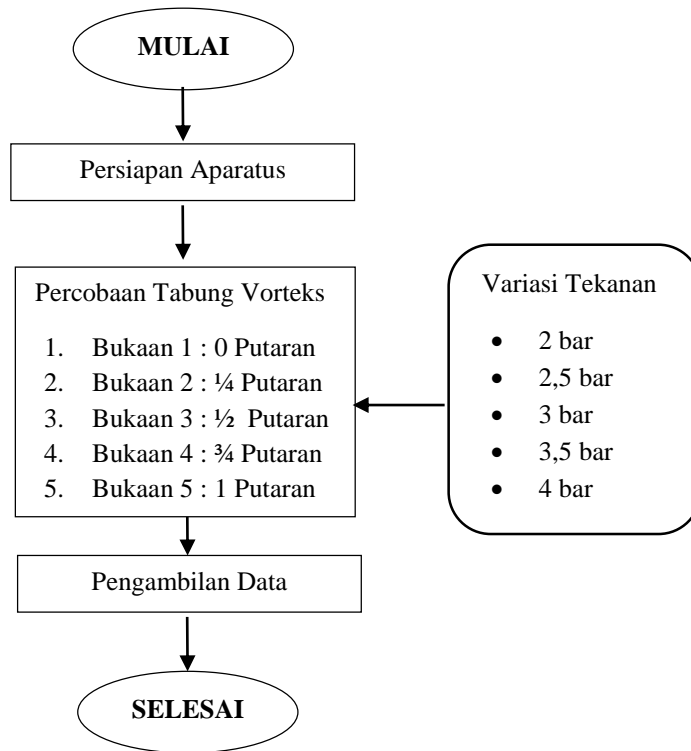 MULAI
Persiapan Aparatus
Percobaan Tabung Vorteks
1. Bukaan 1 : 0 Putaran
2. Bukaan 2 : ¼ Putaran
3. Bukaan 3 : ½ Putaran
4. Bukaan 4 : ¾ Putaran
5. Bukaan 5 : 1 Putaran
Variasi Tekanan
• 2 bar
• 2,5 bar
• 3 bar
• 3,5 bar
• 4 bar
Pengambilan Data
SELESAI